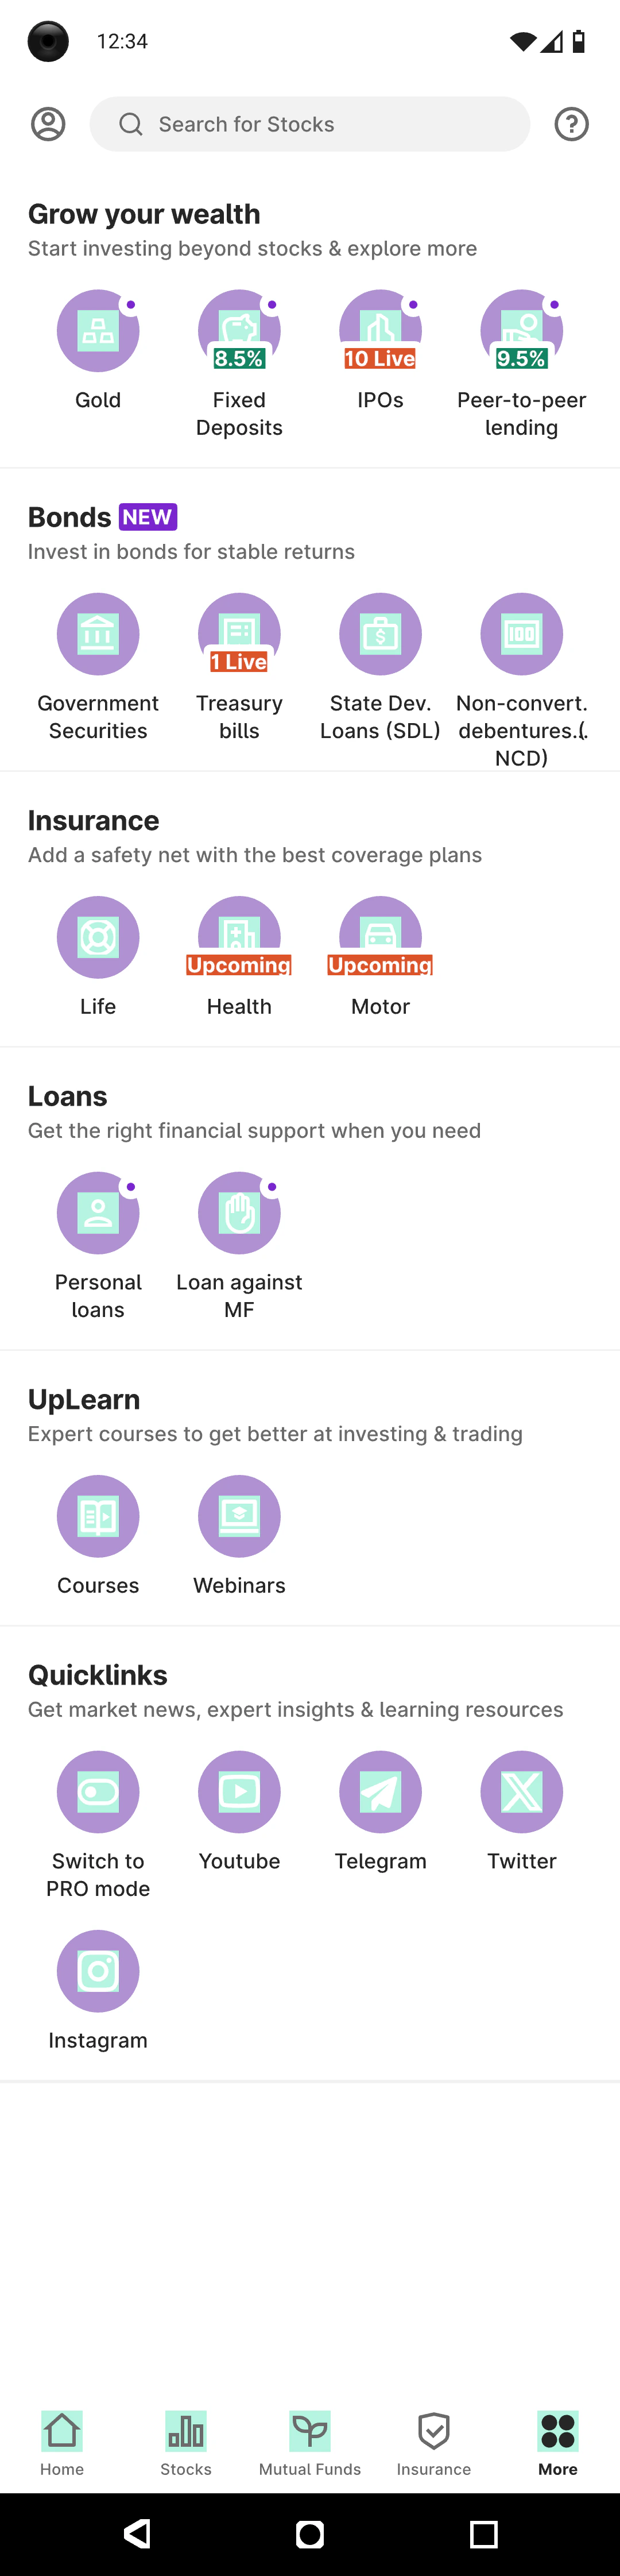 12:34
Search for Stocks
Grow your wealth
Start investing beyond stocks & explore more
8.5%
10 Live
9.5%
Gold
Fixed
Deposits
IPOs
Peer-to-peer
lending
Bonds NEW
Invest in bonds for stable returns
1 Live
100
Government
Securities
Treasury
bills
State Dev.
Loans (SDL)
Non-convert.
debentures.(.
NCD)
Insurance
Add a safety net with the best coverage plans
Upcoming
Upcoming
Life
Health
Motor
Loans
Get the right financial support when you need
Personal
loans
Loan against
MF
UpLearn
Expert courses to get better at investing & trading
Courses
Webinars
Quicklinks
Get market news, expert insights & learning resources
Switch to
PRO mode
Youtube
Telegram
Twitter
Instagram
Home
Stocks
Mutual Funds
Insurance
More